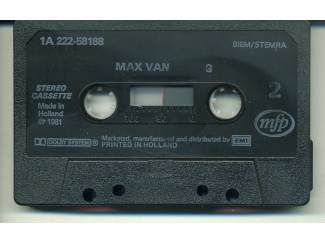 1A 222-58188
BIEM/STEMRA
MAX VAN G
STEREO
CASSETTE
2
Made in
Holland
℗ 1981
mfp
DOLBY SYSTEM
Marketed, manufactured and distributed by EMI
PRINTED IN HOLLAND